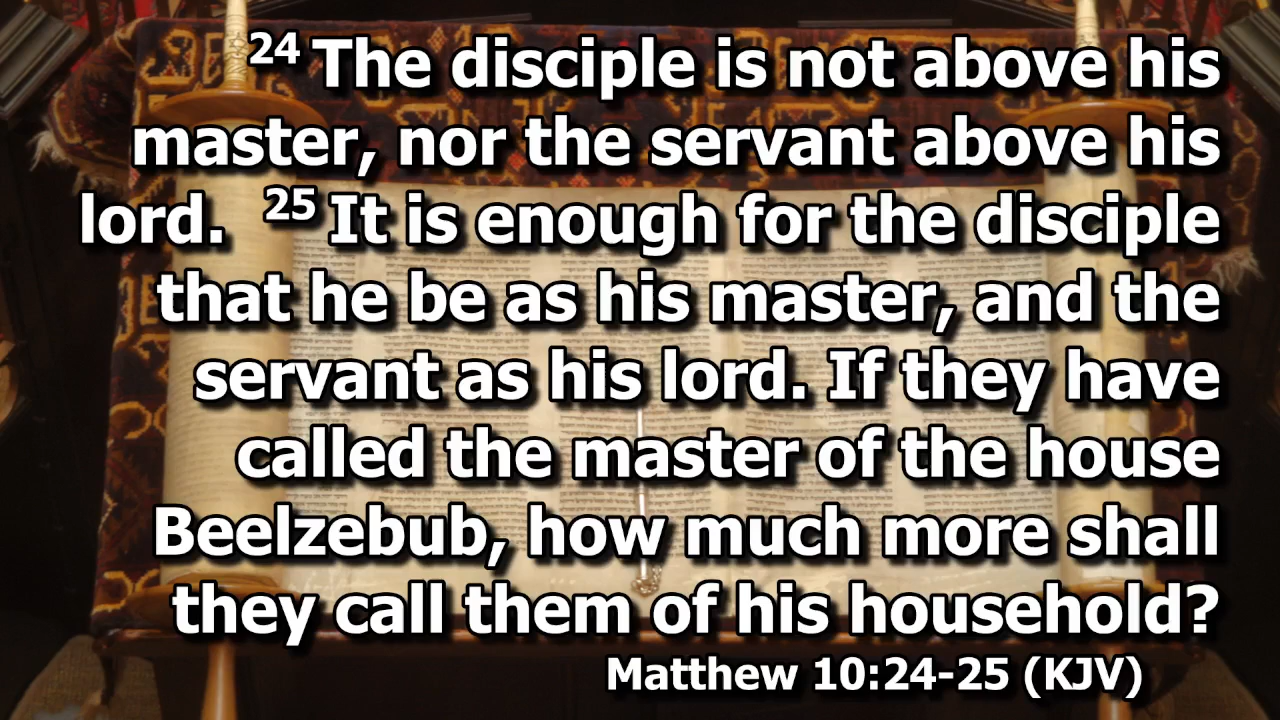 24 The disciple is not above his
master, nor the servant above his
lord. 25 It is enough for the disciple
that he be as his master, and the
servant as his lord. If they have
called the master of the house
Beelzebub, how much more shall
they call them of his household?
Matthew 10:24-25 (KJV)